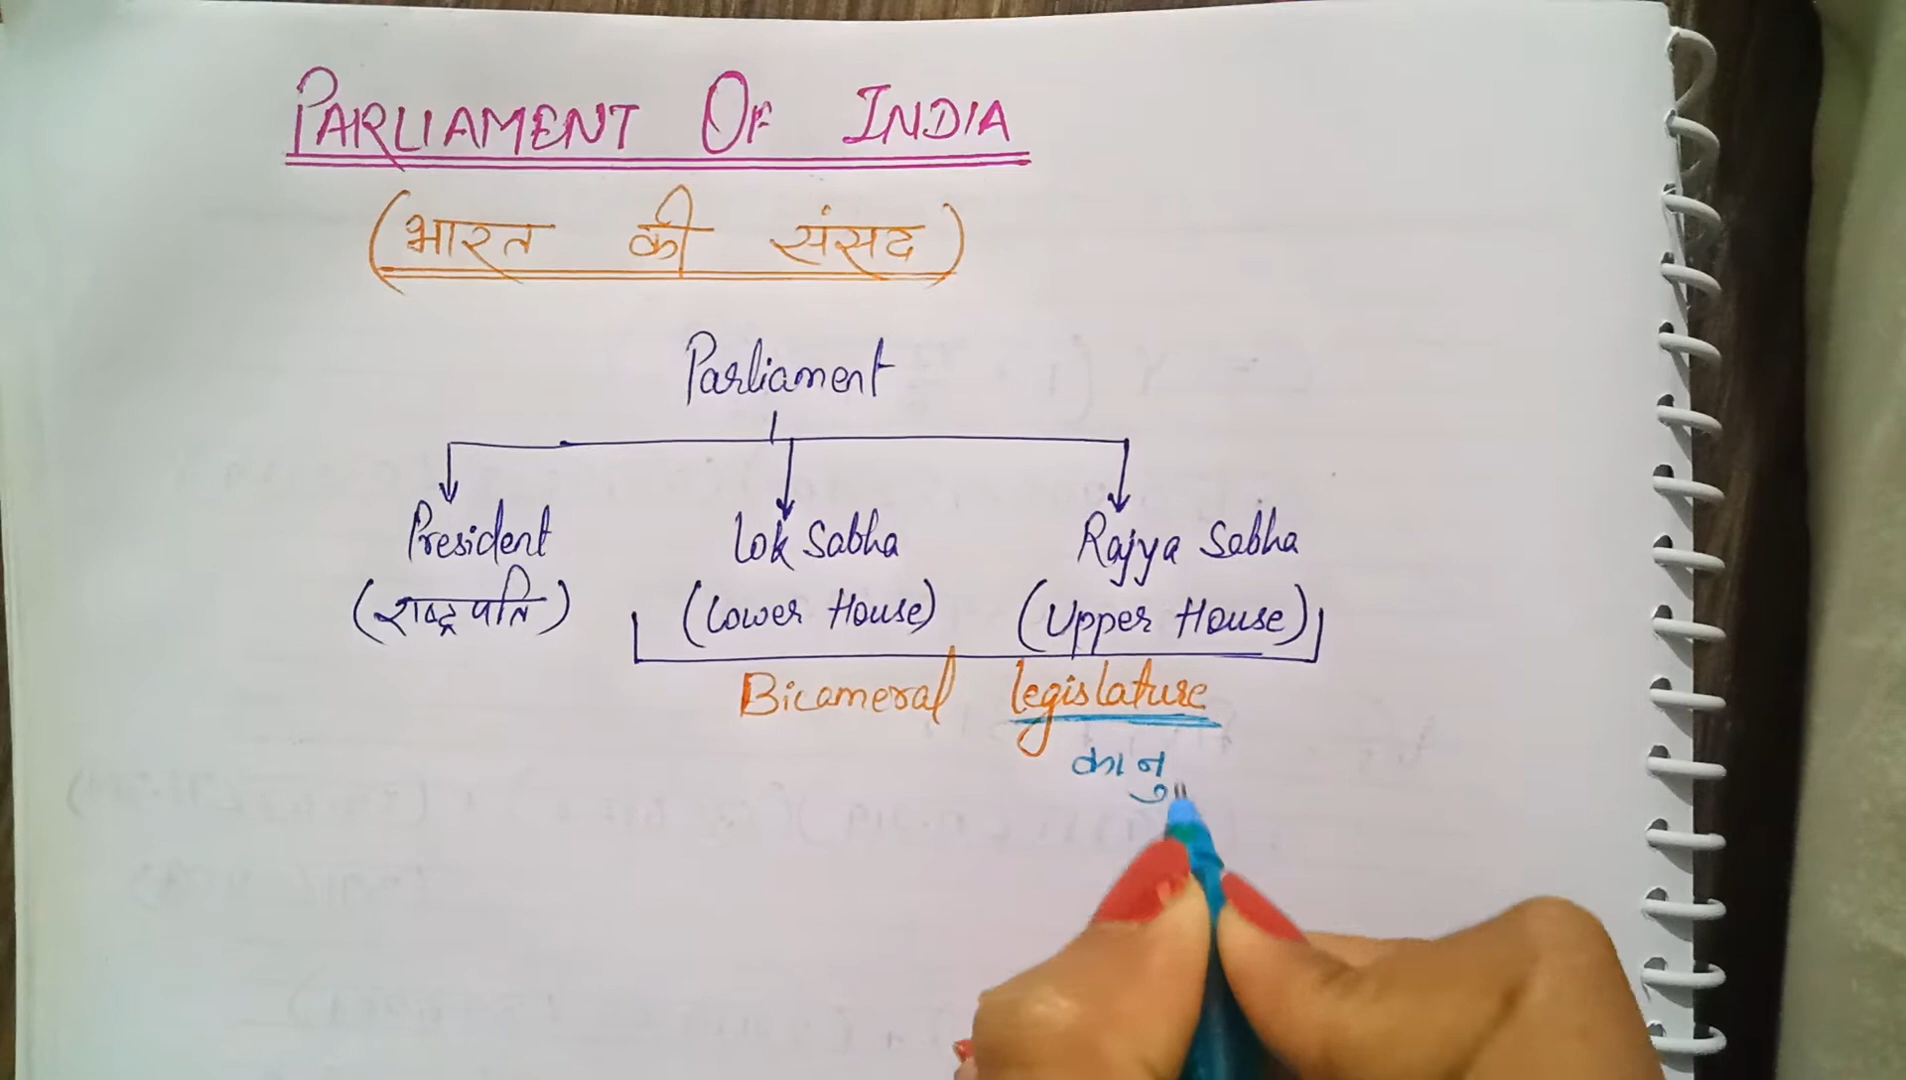 PARLIAMENT OF INDIA
(भारत की संसद)
Parliament
President Lok Sabha Rajya Sabha
(राष्ट्रपति) (Lower House) (Upper House)
Bicameral legislature
कानु